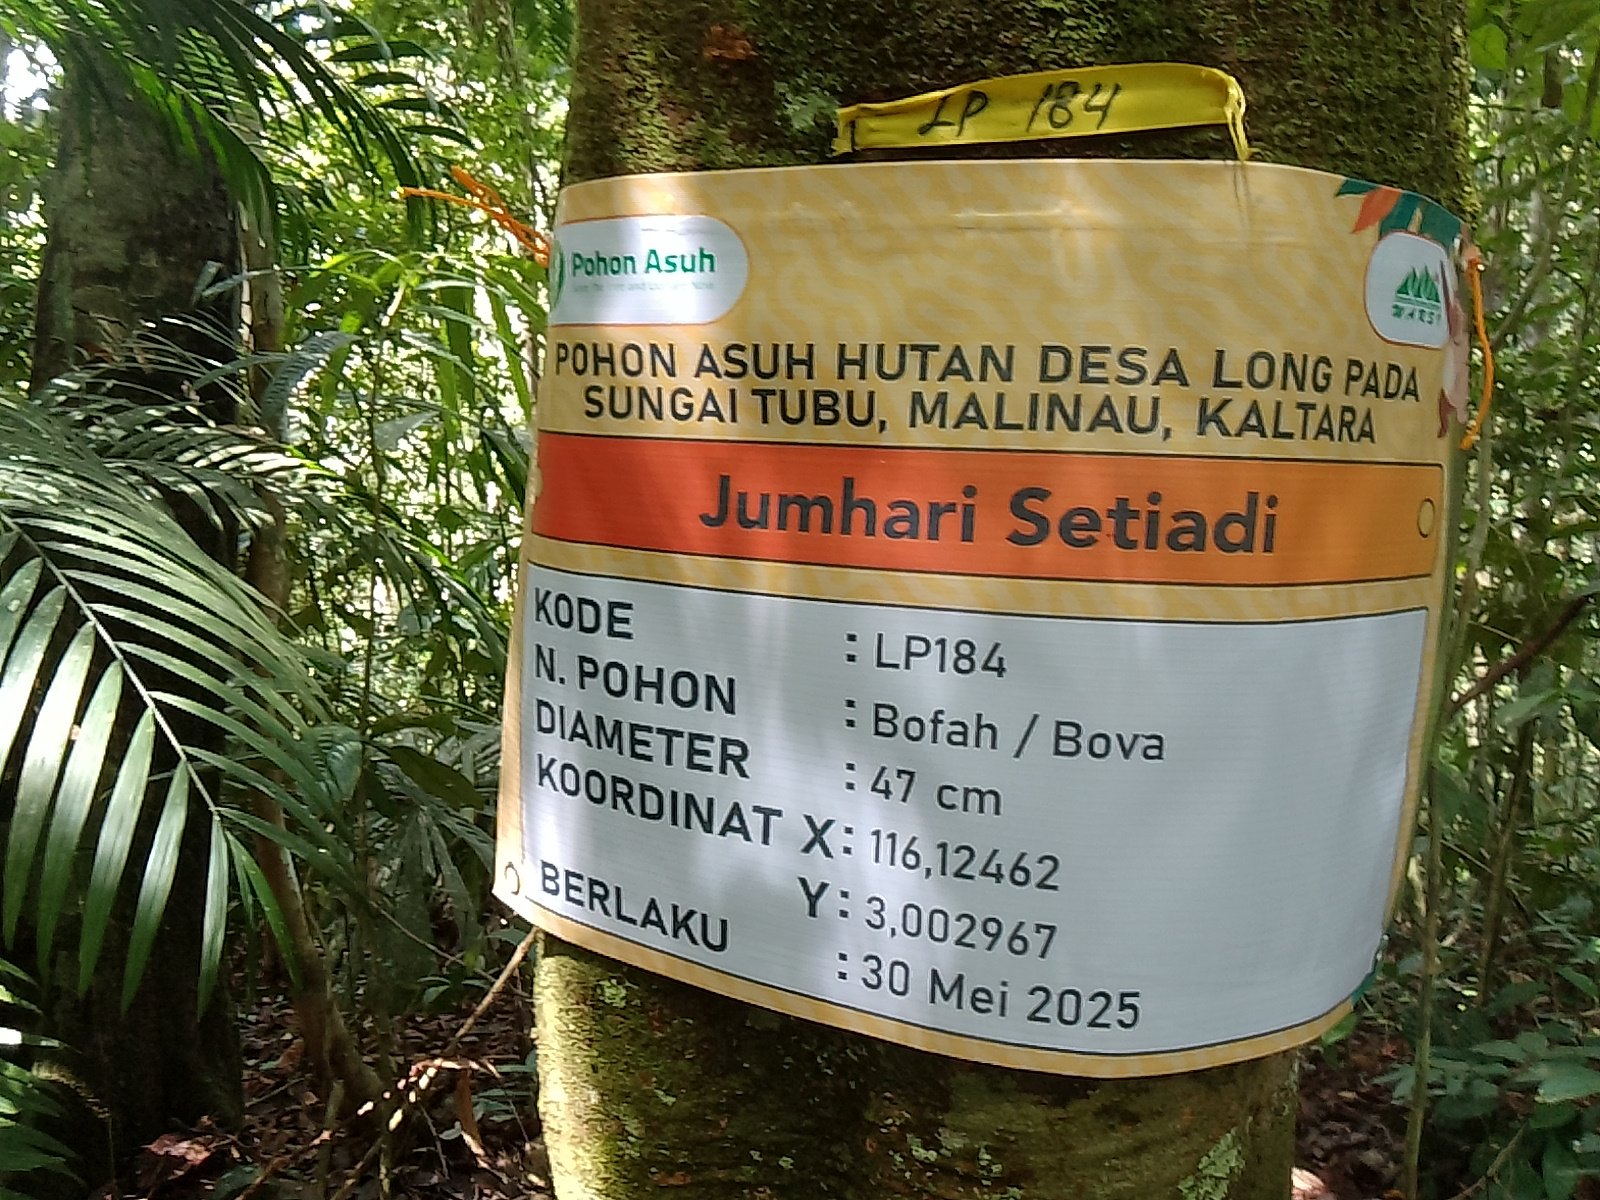 LP 184
Pohon Asuh
WARSI
POHON ASUH HUTAN DESA LONG PADA
SUNGAI TUBU, MALINAU, KALTARA
Jumhari Setiadi
KODE : LP184
N. POHON : Bofah / Bova
DIAMETER : 47 cm
KOORDINAT X : 116,12462
Y : 3,002967
BERLAKU : 30 Mei 2025